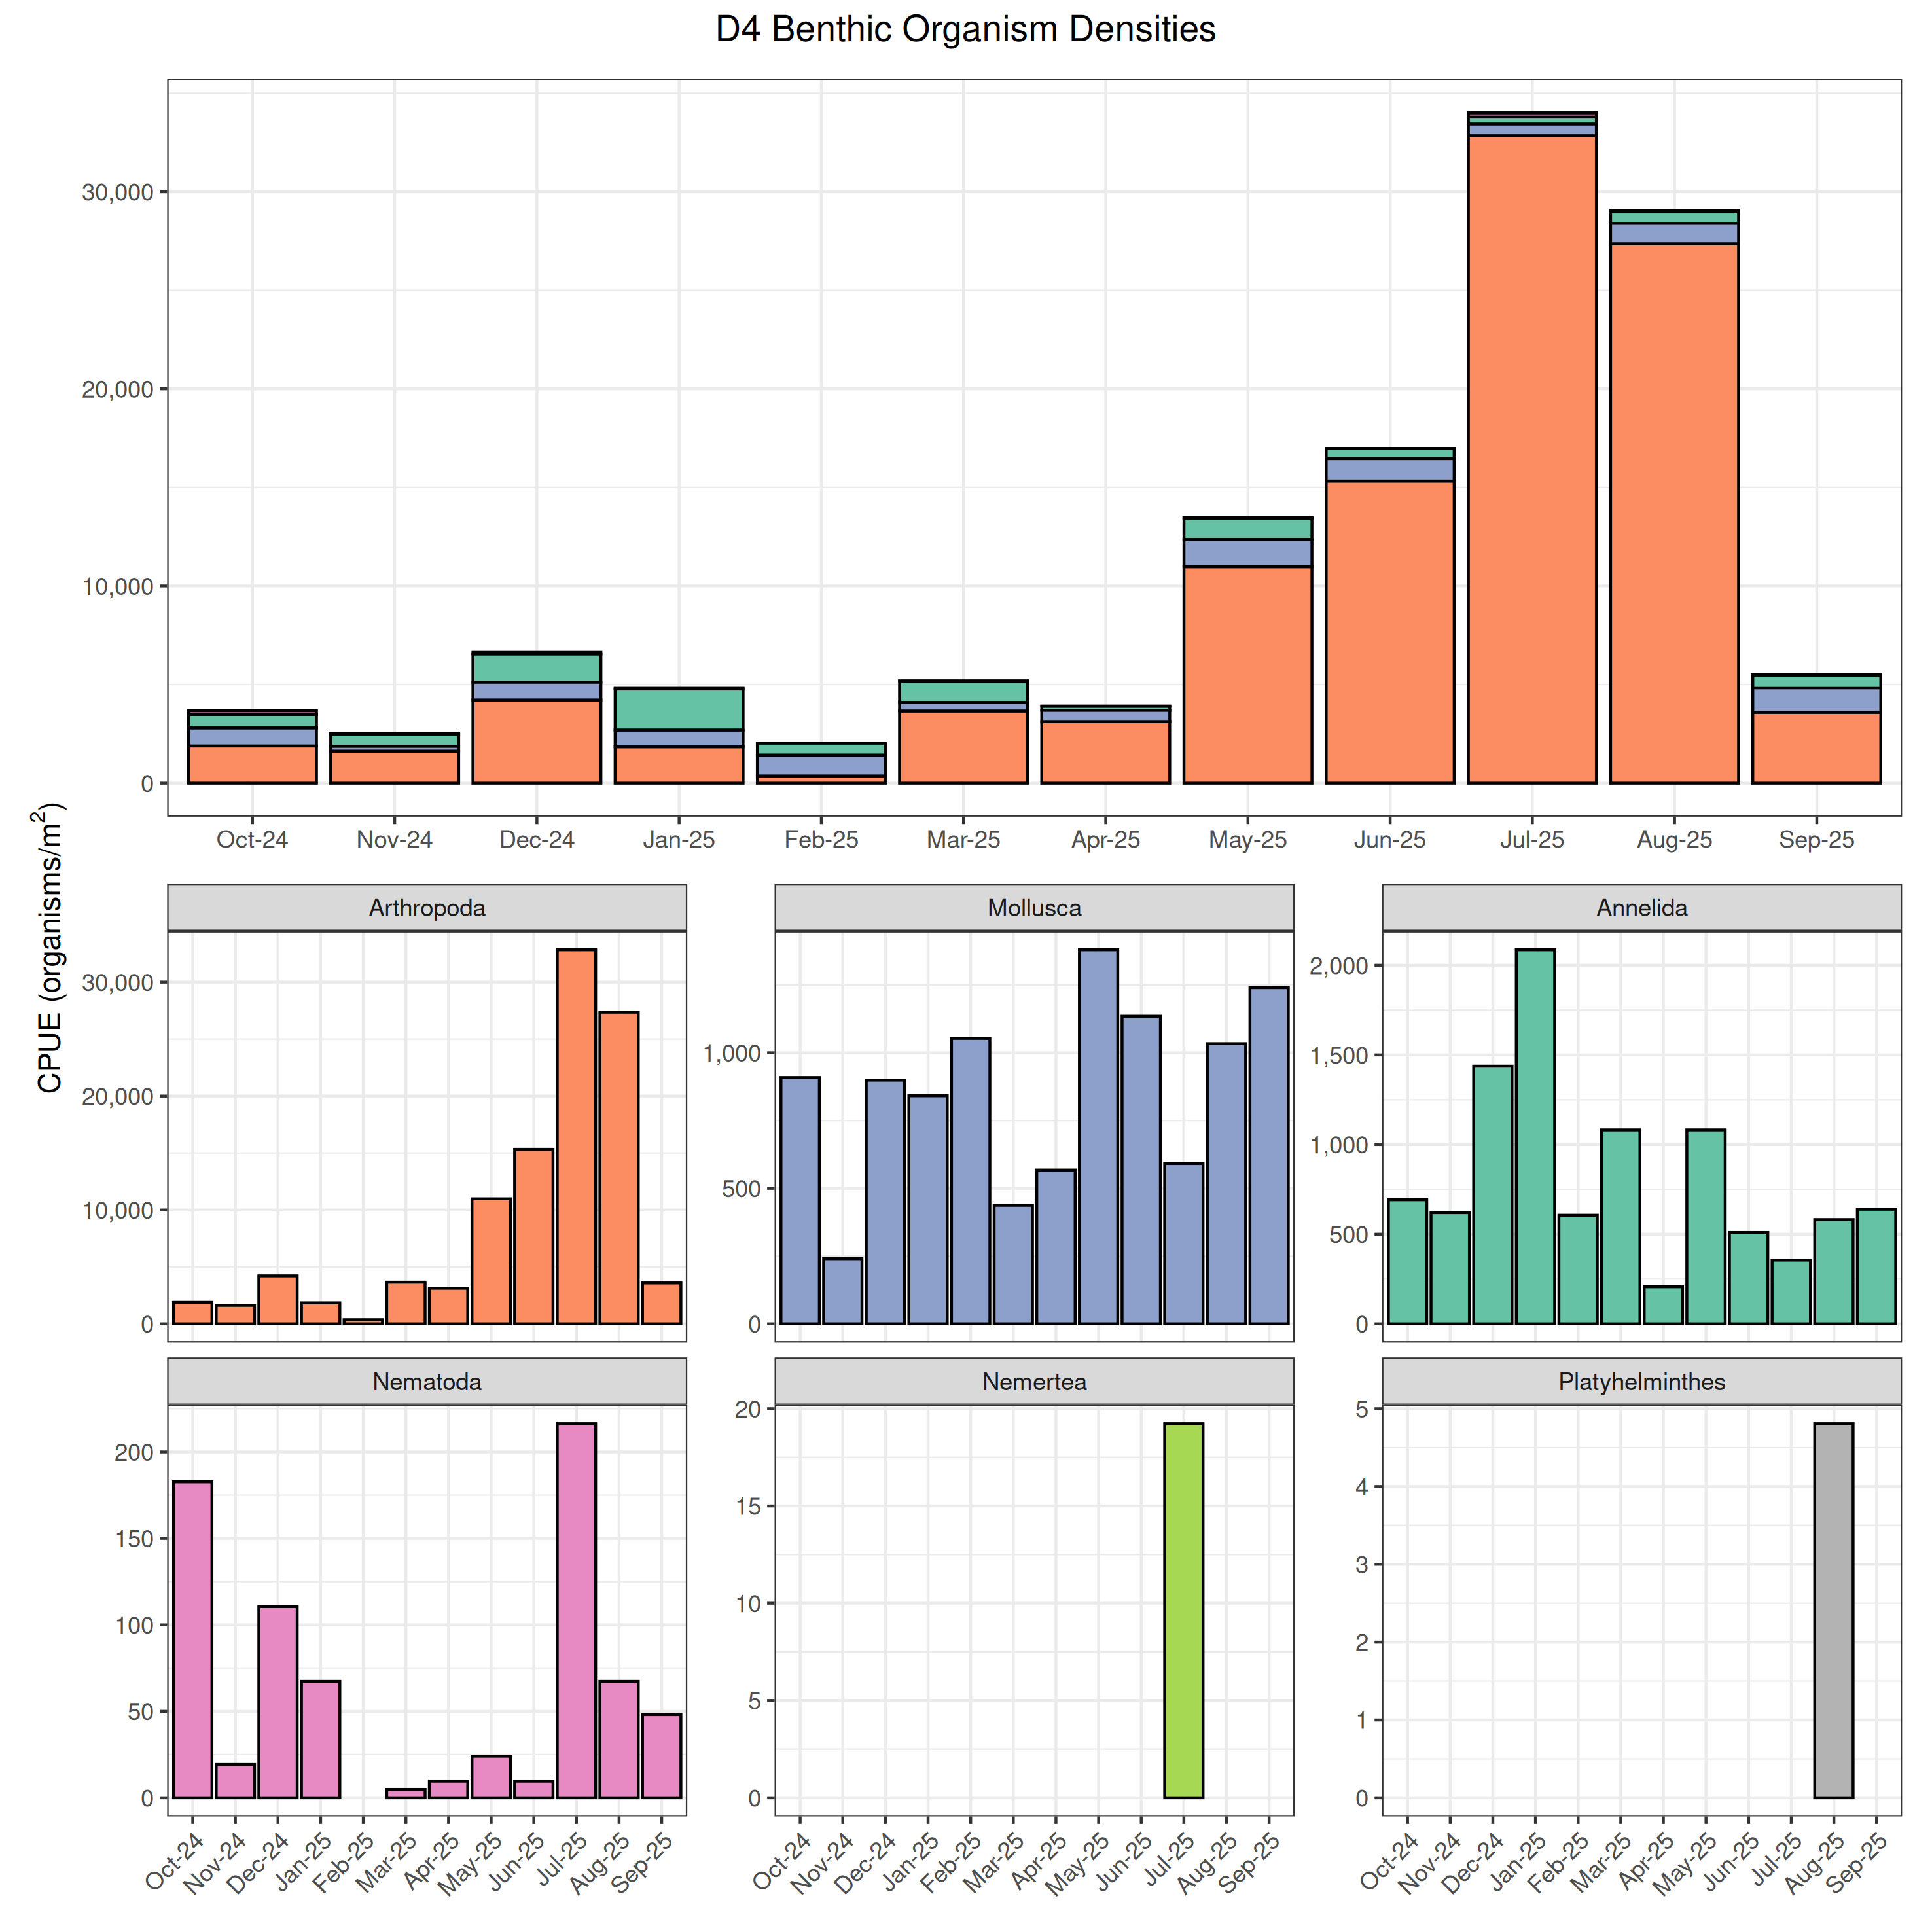 D4 Benthic Organism Densities
CPUE (organisms/m²)
30,000
20,000
10,000
0
Oct-24 Nov-24 Dec-24 Jan-25 Feb-25 Mar-25 Apr-25 May-25 Jun-25 Jul-25 Aug-25 Sep-25
Arthropoda
30,000
20,000
10,000
0
Mollusca
1,000
500
0
Annelida
2,000
1,500
1,000
500
0
Nematoda
200
150
100
50
0
Oct-24 Nov-24 Dec-24 Jan-25 Feb-25 Mar-25 Apr-25 May-25 Jun-25 Jul-25 Aug-25 Sep-25
Nemertea
20
15
10
5
0
Oct-24 Nov-24 Dec-24 Jan-25 Feb-25 Mar-25 Apr-25 May-25 Jun-25 Jul-25 Aug-25 Sep-25
Platyhelminthes
5
4
3
2
1
0
Oct-24 Nov-24 Dec-24 Jan-25 Feb-25 Mar-25 Apr-25 May-25 Jun-25 Jul-25 Aug-25 Sep-25